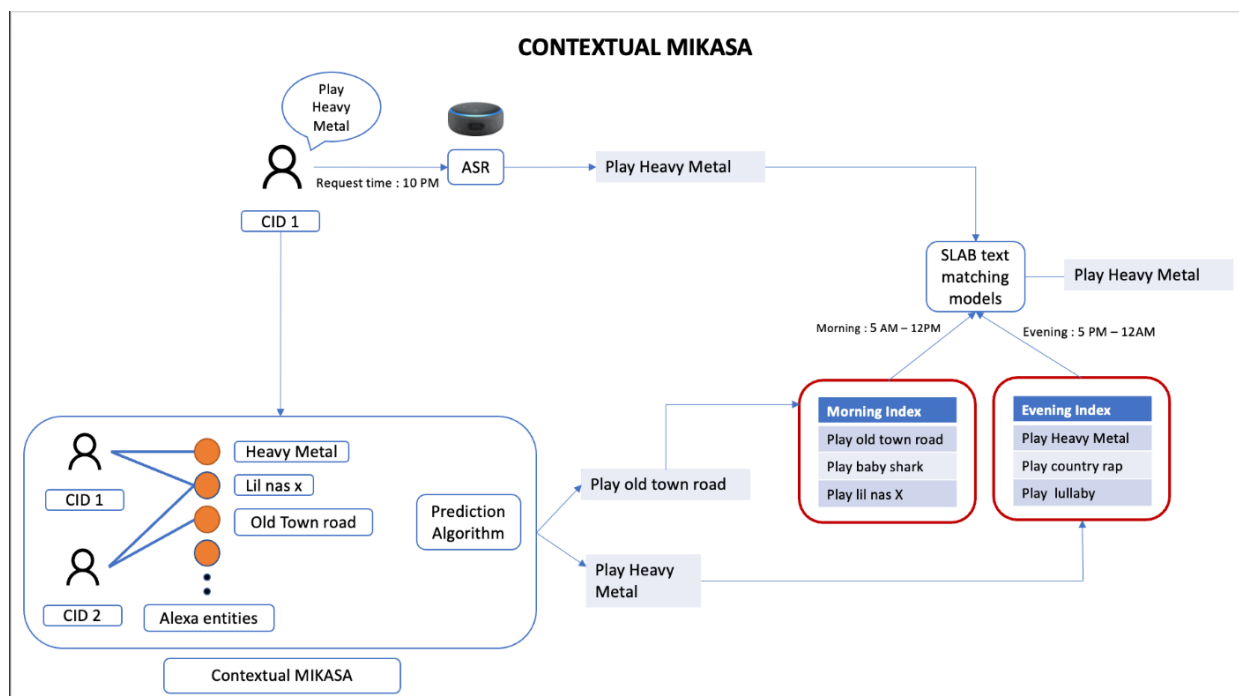 CONTEXTUAL MIKASA
Play
Heavy
Metal
ASR
Play Heavy Metal
Request time : 10 PM
CID 1
SLAB text
matching
models
Play Heavy Metal
Morning : 5 AM – 12PM
Evening : 5 PM – 12AM
Morning Index
Play old town road
Play baby shark
Play lil nas X
Evening Index
Play Heavy Metal
Play country rap
Play lullaby
Heavy Metal
CID 1
Lil nas x
Old Town road
CID 2
Alexa entities
Prediction
Algorithm
Play old town road
Play Heavy
Metal
Contextual MIKASA